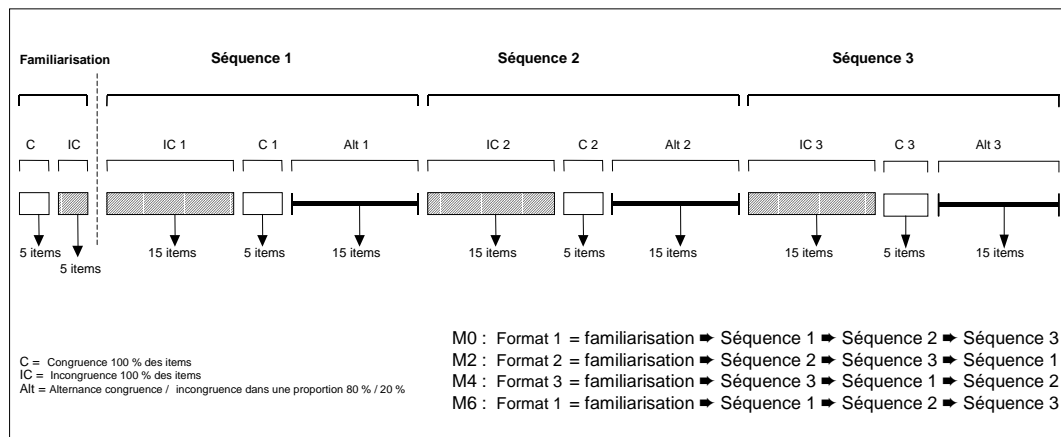 Familiarisation Séquence 1 Séquence 2 Séquence 3
C IC IC 1 C 1 Alt 1 IC 2 C 2 Alt 2 IC 3 C 3 Alt 3
5 items 15 items 5 items 15 items 15 items 5 items 15 items 15 items 5 items 15 items
5 items
M0 : Format 1 = familiarisation ➨ Séquence 1 ➨ Séquence 2 ➨ Séquence 3
M2 : Format 2 = familiarisation ➨ Séquence 2 ➨ Séquence 3 ➨ Séquence 1
M4 : Format 3 = familiarisation ➨ Séquence 3 ➨ Séquence 1 ➨ Séquence 2
M6 : Format 1 = familiarisation ➨ Séquence 1 ➨ Séquence 2 ➨ Séquence 3
C = Congruence 100 % des items
IC = Incongruence 100 % des items
Alt = Alternance congruence / incongruence dans une proportion 80 % / 20 %